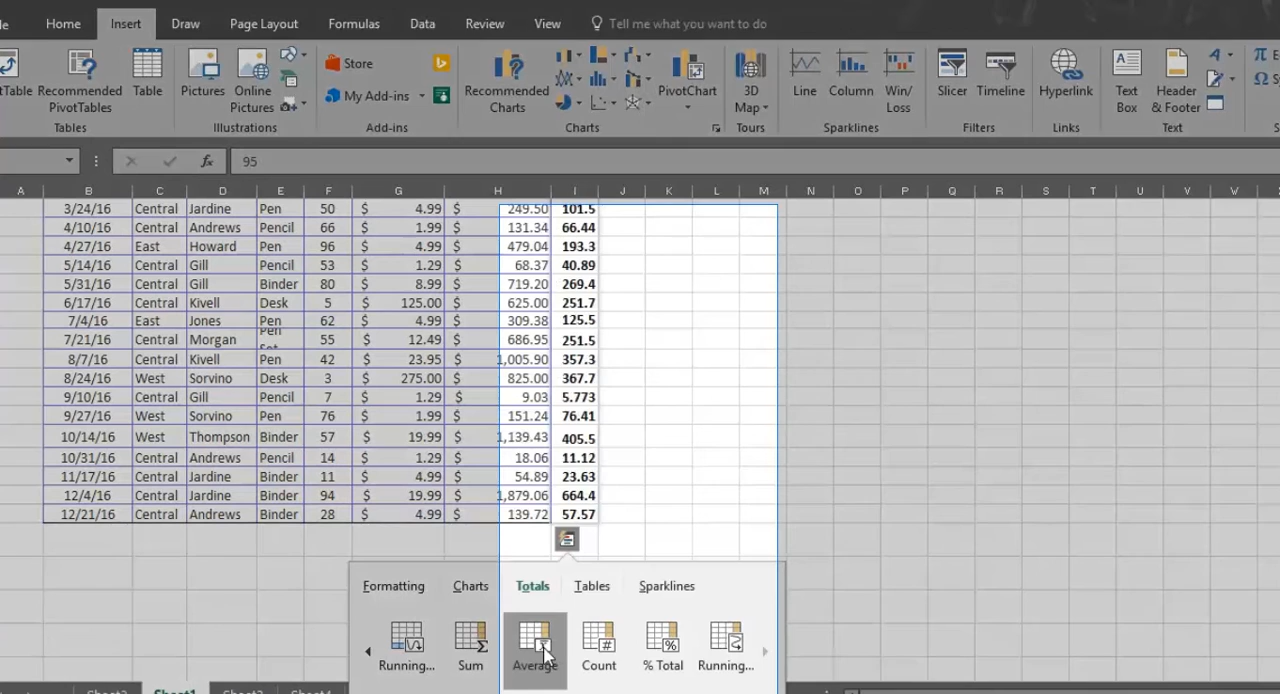 le Home Insert Draw Page Layout Formulas Data Review View Tell me what you want to do
tTable Recommended PivotTables Table Pictures Online Pictures Store My Add-ins Recommended Charts PivotChart 3D Map Line Column Win/ Loss Slicer Timeline Hyperlink Text Box Header & Footer
Tables Illustrations Add-ins Charts Tours Sparklines Filters Links Text
fx 95
A B C D E F G H I J K L M N O P Q R S T U V W
3/24/16 Central Jardine Pen 50 $ 4.99 $ 249.50 101.5
4/10/16 Central Andrews Pencil 66 $ 1.99 $ 131.34 66.44
4/27/16 East Howard Pen 96 $ 4.99 $ 479.04 193.3
5/14/16 Central Gill Pencil 53 $ 1.29 $ 68.37 40.89
5/31/16 Central Gill Binder 80 $ 8.99 $ 719.20 269.4
6/17/16 Central Kivell Desk 5 $ 125.00 $ 625.00 251.7
7/4/16 East Jones Pen 62 $ 4.99 $ 309.38 125.5
7/21/16 Central Morgan Pen Set 55 $ 12.49 $ 686.95 251.5
8/7/16 Central Kivell Pen 42 $ 23.95 $ 1,005.90 357.3
8/24/16 West Sorvino Desk 3 $ 275.00 $ 825.00 367.7
9/10/16 Central Gill Pencil 7 $ 1.29 $ 9.03 5.773
9/27/16 West Sorvino Pen 76 $ 1.99 $ 151.24 76.41
10/14/16 West Thompson Binder 57 $ 19.99 $ 1,139.43 405.5
10/31/16 Central Andrews Pencil 14 $ 1.29 $ 18.06 11.12
11/17/16 Central Jardine Binder 11 $ 4.99 $ 54.89 23.63
12/4/16 Central Jardine Binder 94 $ 19.99 $ 1,879.06 664.4
12/21/16 Central Andrews Binder 28 $ 4.99 $ 139.72 57.57
Formatting Charts Totals Tables Sparklines
Running... Sum Average Count % Total Running...
Sheet1